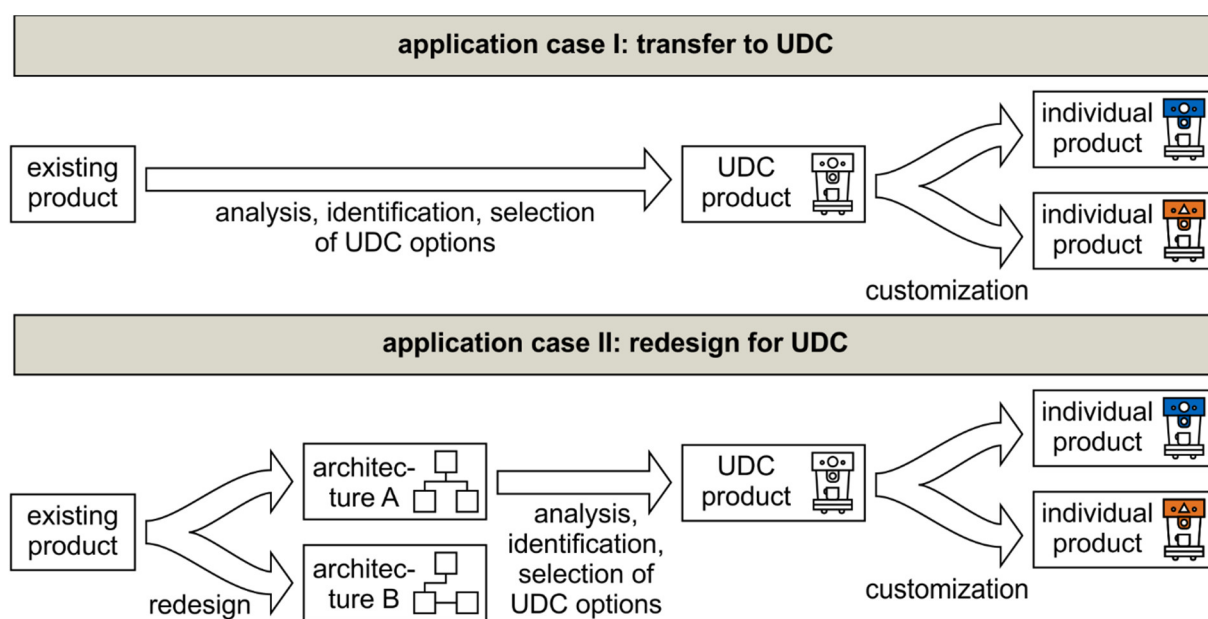 application case I: transfer to UDC
existing
product
analysis, identification, selection
of UDC options
UDC
product
individual
product
individual
product
customization
application case II: redesign for UDC
existing
product
redesign
architec-
ture A
architec-
ture B
analysis,
identification,
selection of
UDC options
UDC
product
individual
product
individual
product
customization